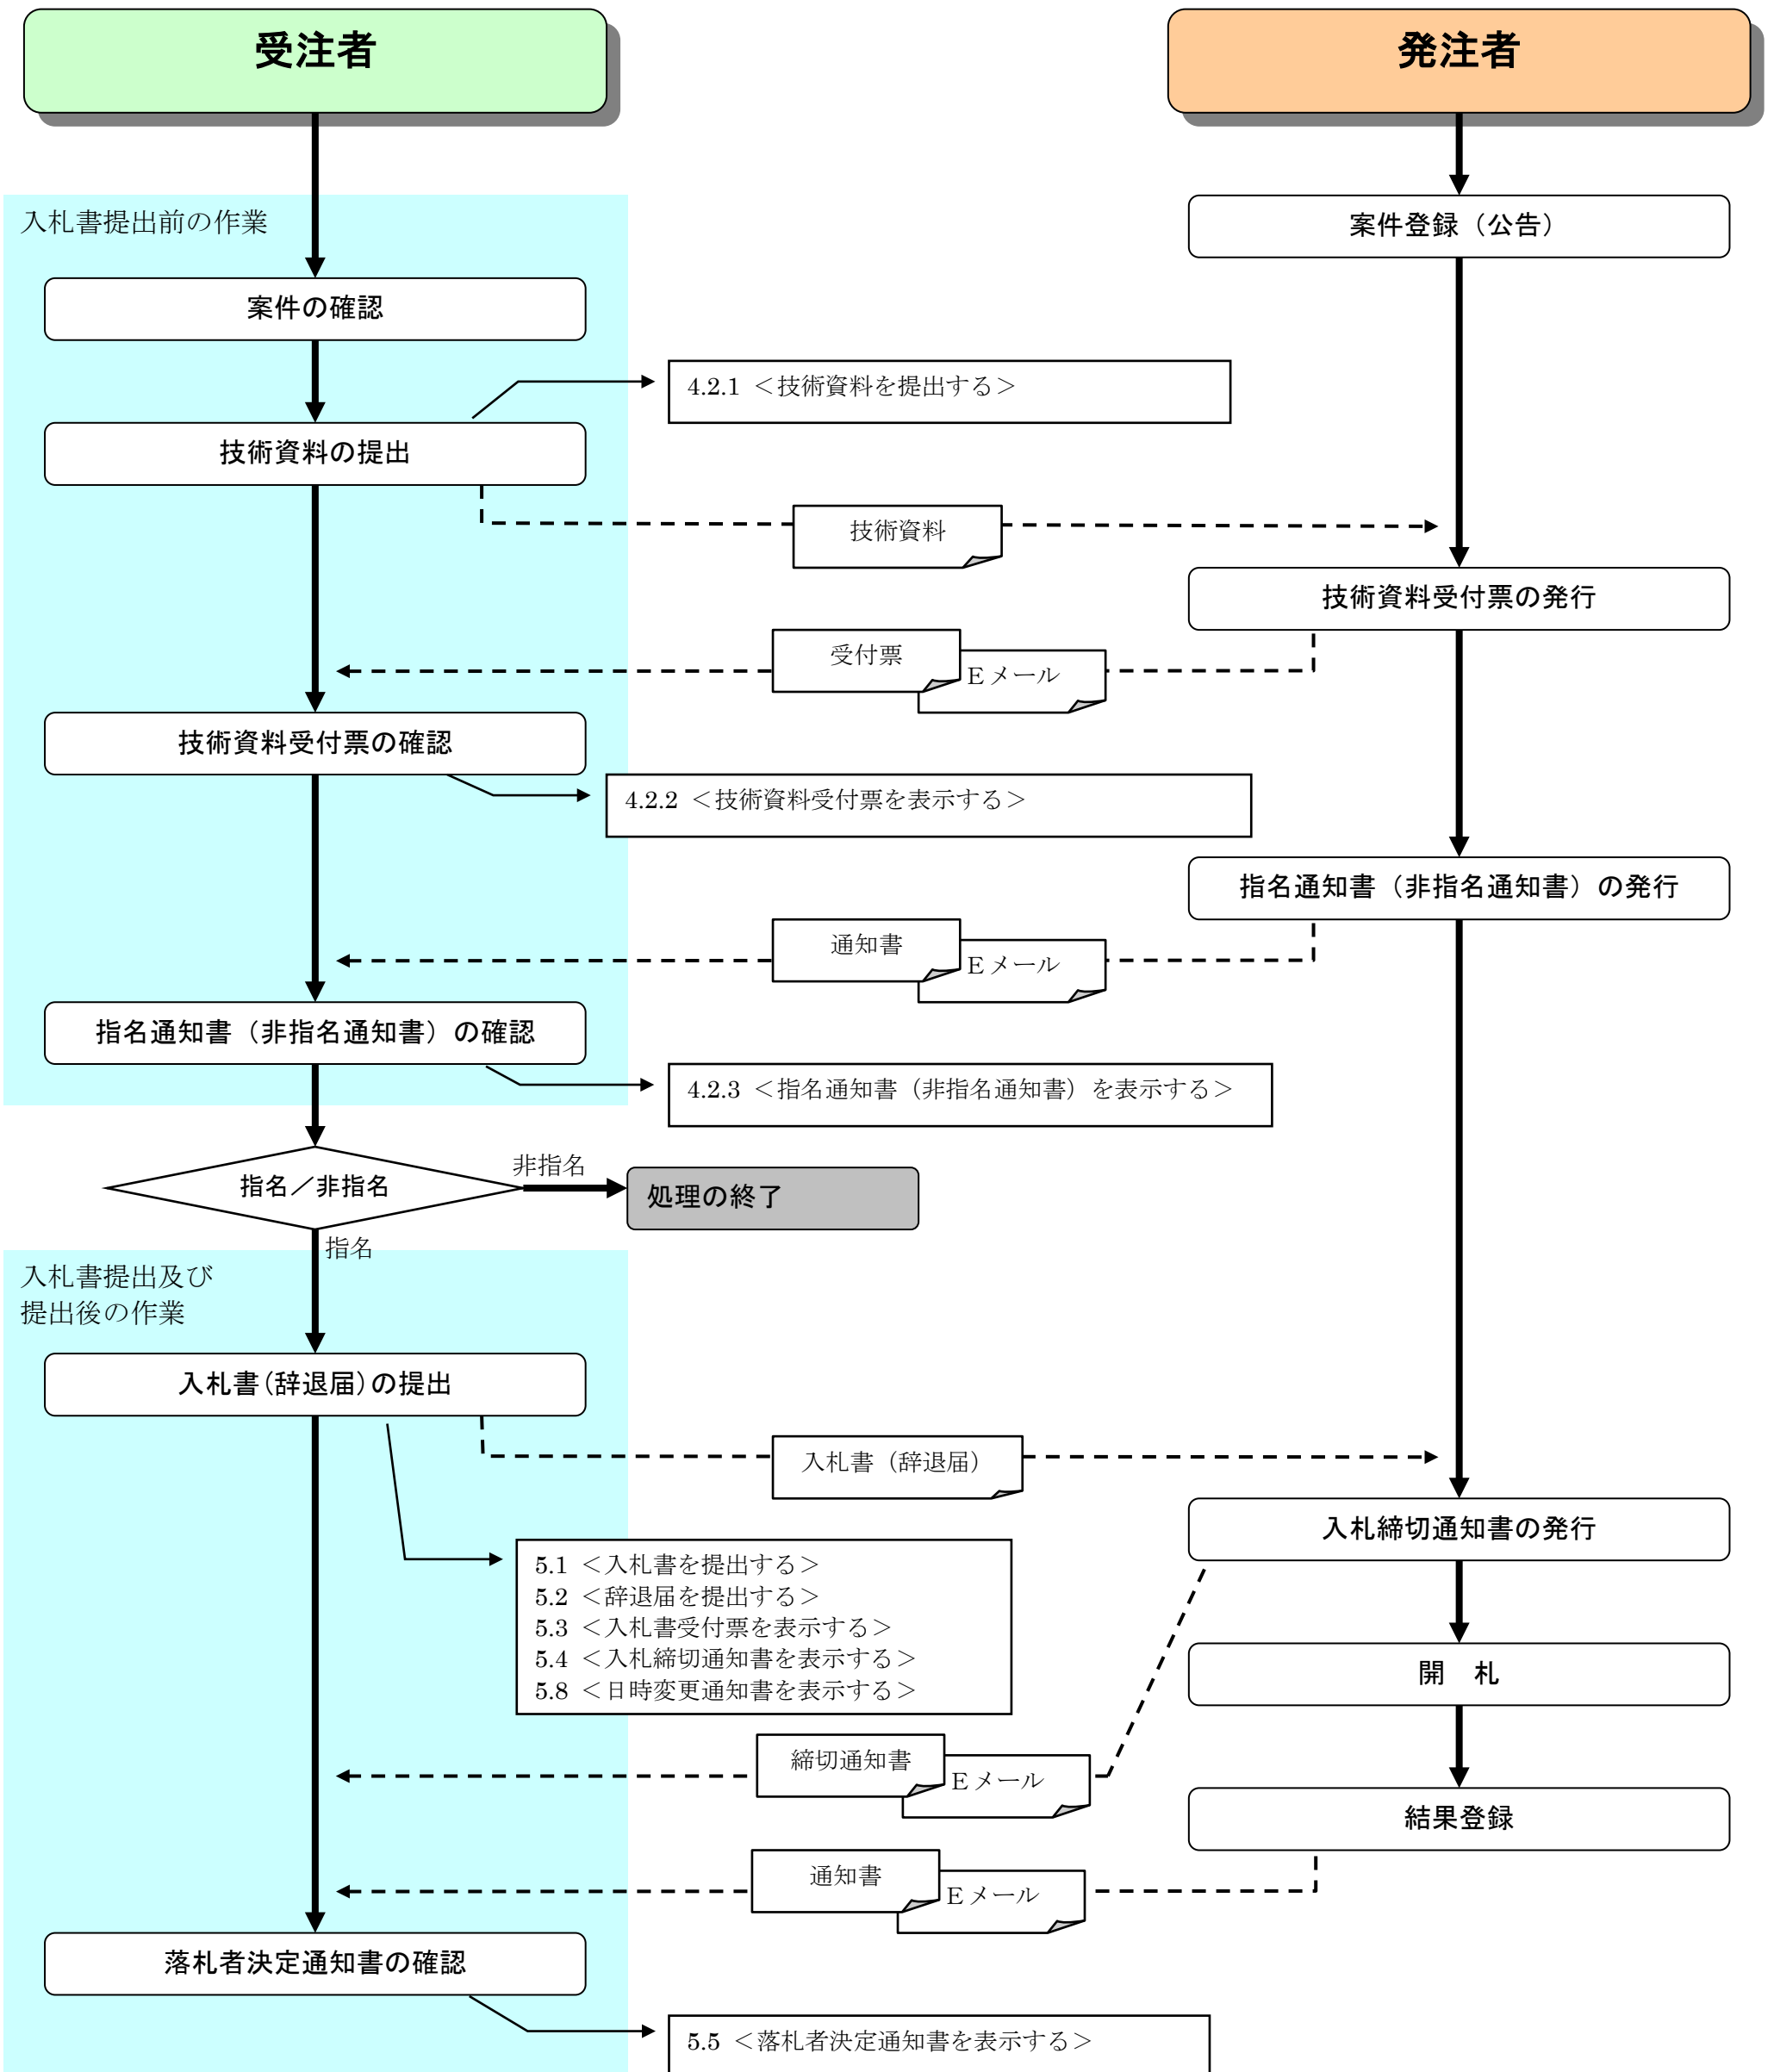 受注者
発注者
入札書提出前の作業
案件登録（公告）
案件の確認
4.2.1 ＜技術資料を提出する＞
技術資料の提出
技術資料
技術資料受付票の発行
受付票
Ｅメール
技術資料受付票の確認
4.2.2 ＜技術資料受付票を表示する＞
指名通知書（非指名通知書）の発行
通知書
Ｅメール
指名通知書（非指名通知書）の確認
4.2.3 ＜指名通知書（非指名通知書）を表示する＞
非指名
指名／非指名
処理の終了
指名
入札書提出及び
提出後の作業
入札書(辞退届)の提出
入札書（辞退届）
入札締切通知書の発行
5.1 ＜入札書を提出する＞
5.2 ＜辞退届を提出する＞
5.3 ＜入札書受付票を表示する＞
5.4 ＜入札締切通知書を表示する＞
5.8 ＜日時変更通知書を表示する＞
開　札
締切通知書
Ｅメール
結果登録
通知書
Ｅメール
落札者決定通知書の確認
5.5 ＜落札者決定通知書を表示する＞